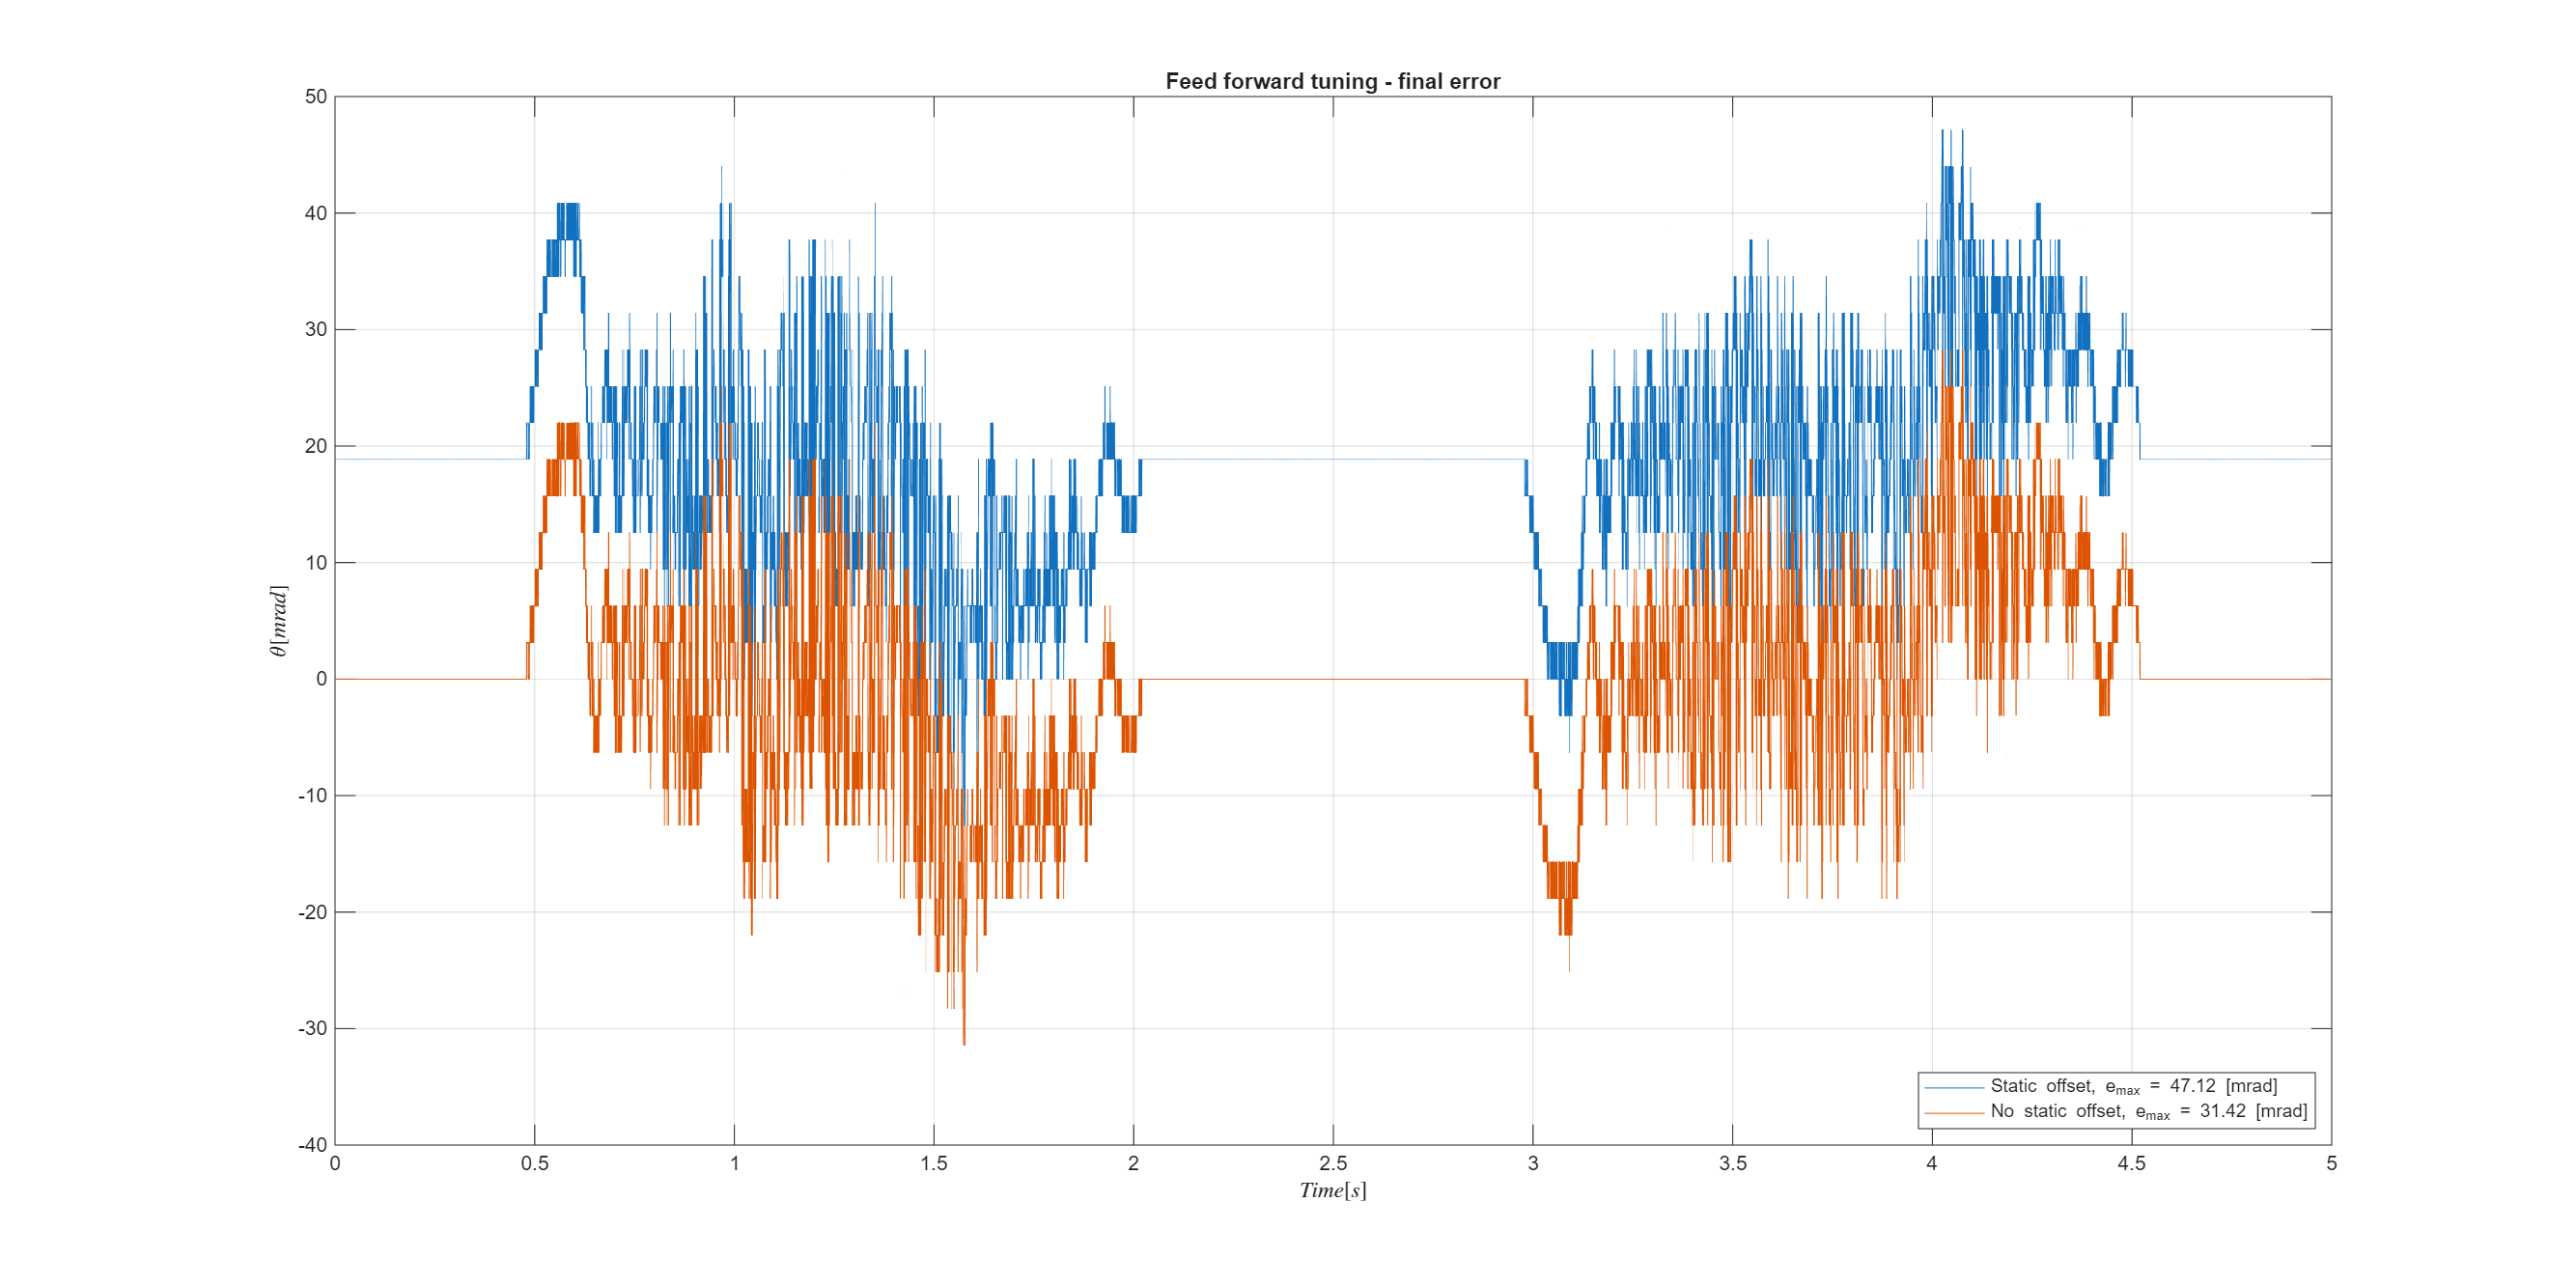 Feed forward tuning - final error
50
40
30
20
10
0
-10
-20
-30
-40
θ[mrad]
0 0.5 1 1.5 2 2.5 3 3.5 4 4.5 5
Time[s]
Static offset, e_max = 47.12 [mrad]
No static offset, e_max = 31.42 [mrad]